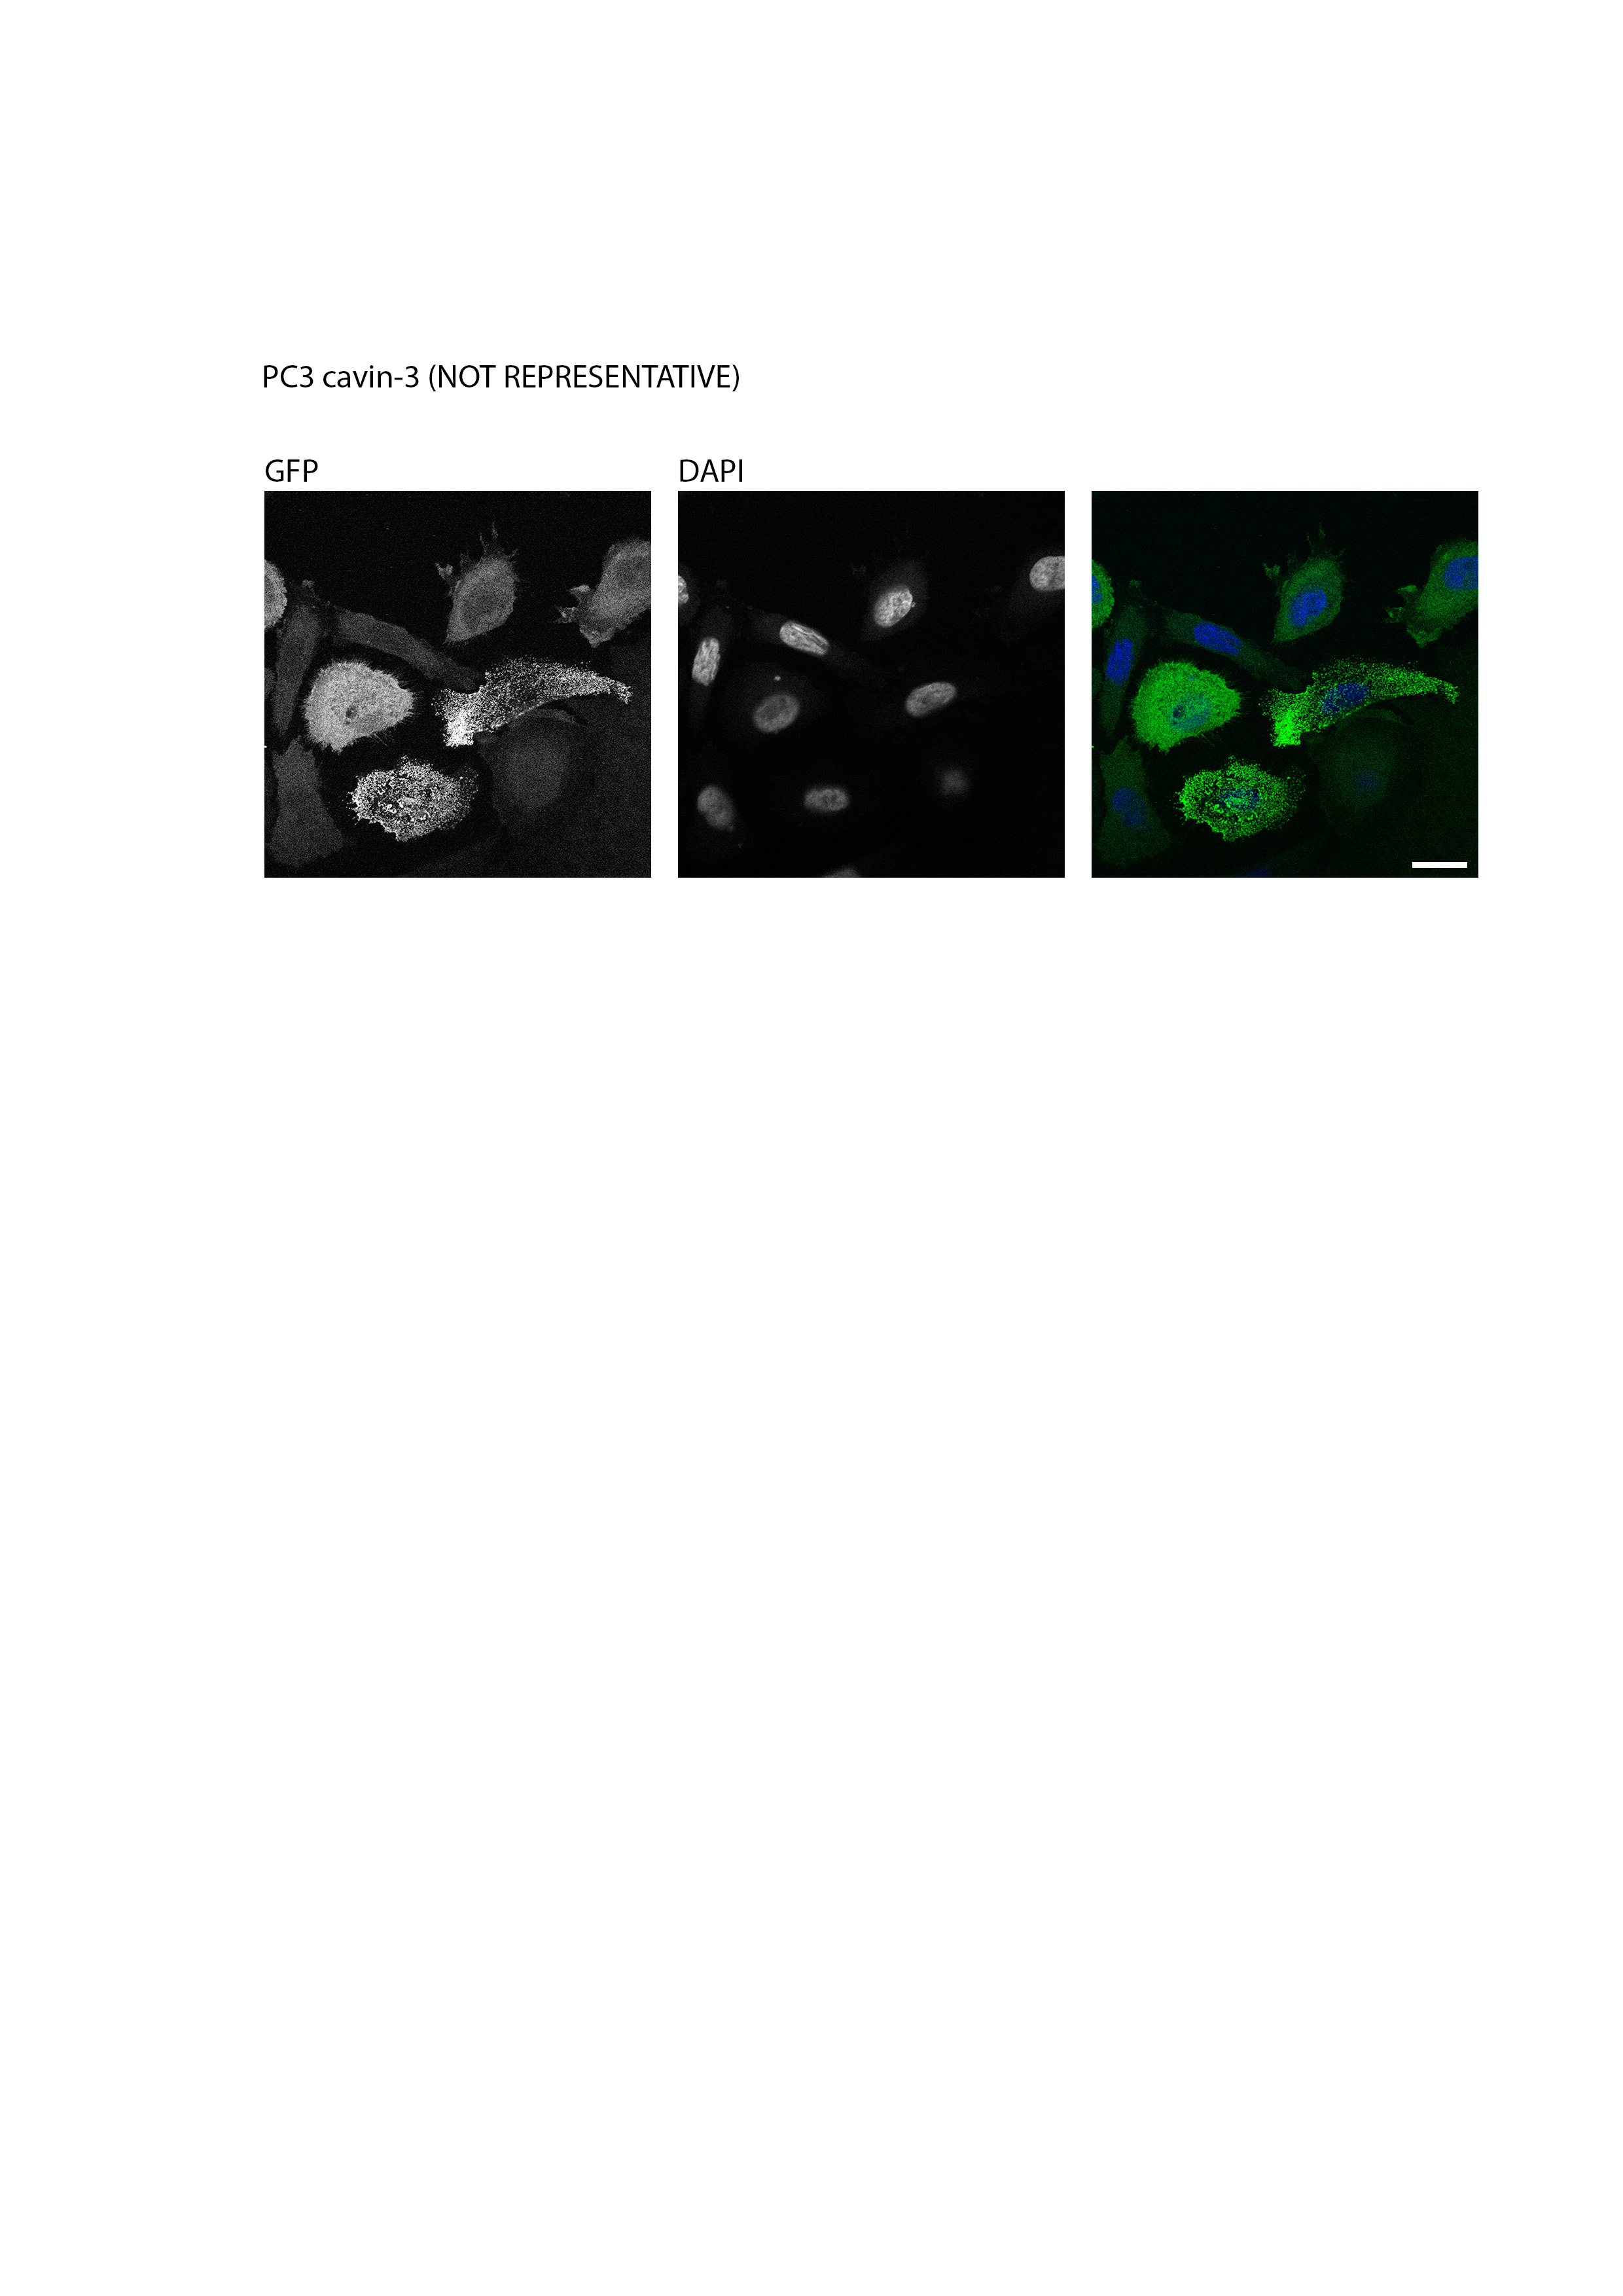 PC3 cavin-3 (NOT REPRESENTATIVE)
GFP
DAPI